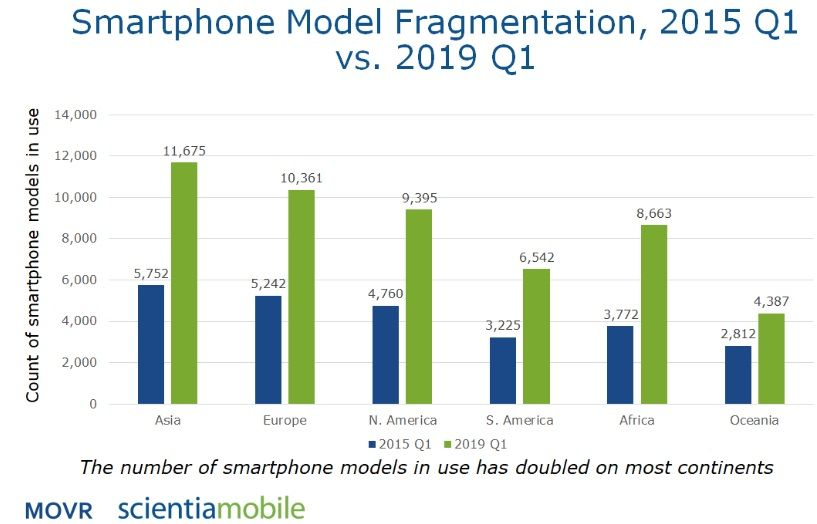 Smartphone Model Fragmentation, 2015 Q1
vs. 2019 Q1
Count of smartphone models in use
14,000
12,000
10,000
8,000
6,000
4,000
2,000
0
5,752
11,675
5,242
10,361
4,760
9,395
3,225
6,542
3,772
8,663
2,812
4,387
Asia
Europe
N. America
S. America
Africa
Oceania
2015 Q1
2019 Q1
The number of smartphone models in use has doubled on most continents
MOVR
scientiamobile